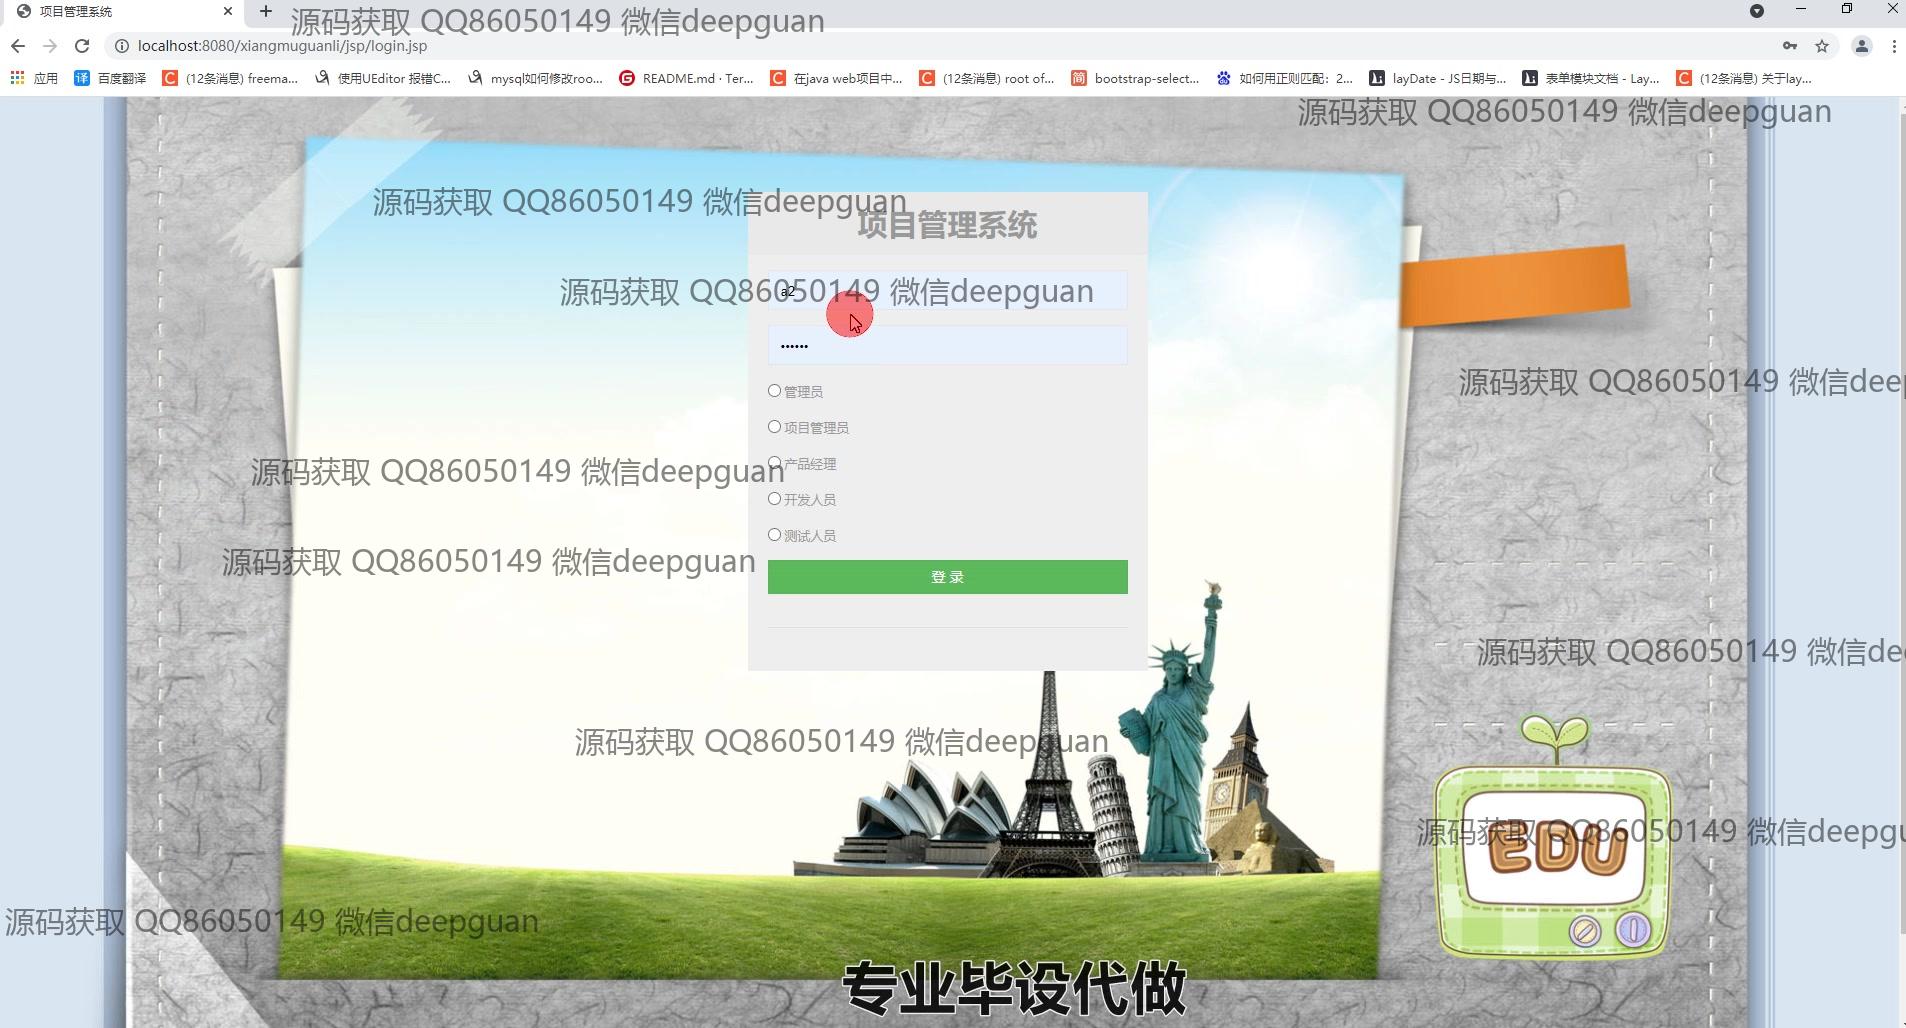 项目管理系统
源码获取 QQ86050149 微信deepguan
localhost:8080/xiangmuguanli/jsp/login.jsp
应用 百度翻译 (12条消息) freema... 使用UEditor 报错C... mysql如何修改roo... README.md · Ter... 在java web项目中... (12条消息) root of... bootstrap-select... 如何用正则匹配：2... layDate - JS日期与... 表单模块文档 - Lay... (12条消息) 关于lay...
源码获取 QQ86050149 微信deepguan
源码获取 QQ86050149 微信deepguan
项目管理系统
源码获取 QQ86050149 微信deepguan
a2
••••••
源码获取 QQ86050149 微信dee
管理员
项目管理员
产品经理
源码获取 QQ86050149 微信deepguan
开发人员
测试人员
源码获取 QQ86050149 微信deepguan
登 录
源码获取 QQ86050149 微信dee
源码获取 QQ86050149 微信deepguan
源码获取 QQ86050149 微信deepgu
EDU
源码获取 QQ86050149 微信deepguan
专业毕设代做